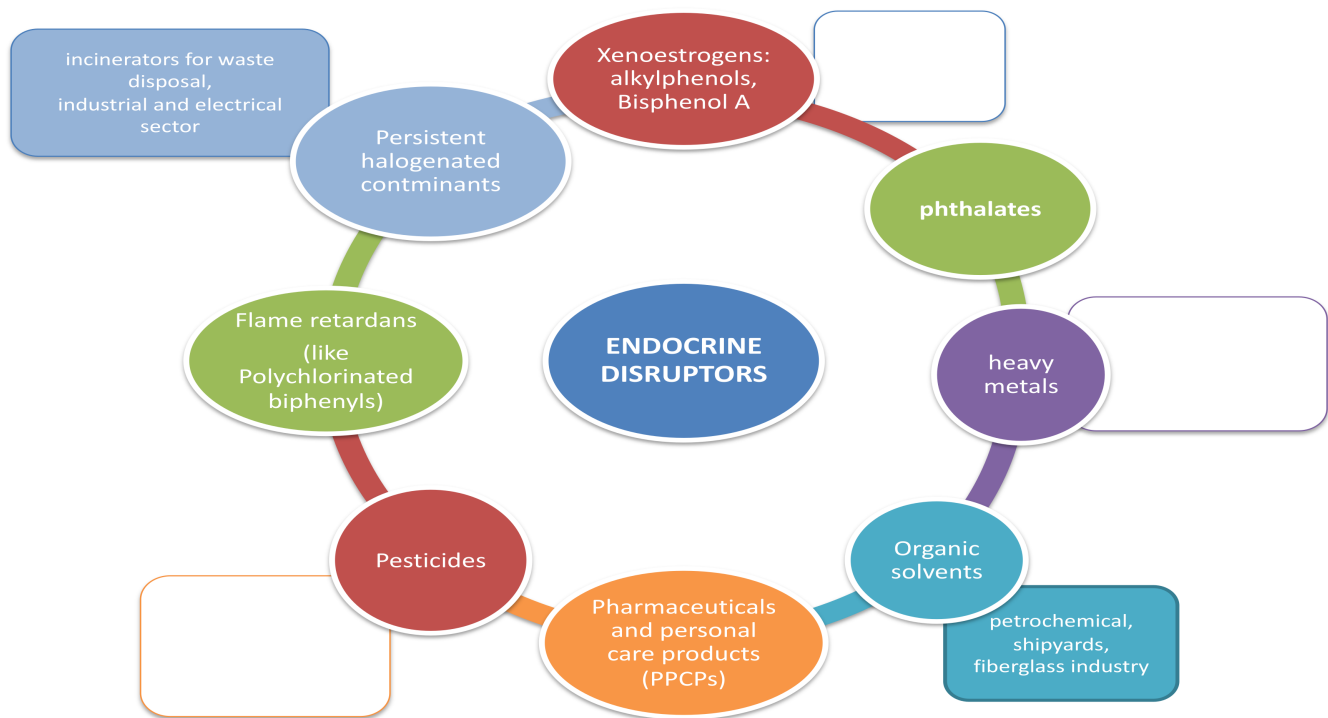 incinerators for waste
disposal,
industrial and electrical
sector
Xenoestrogens:
alkylphenols,
Bisphenol A
Persistent
halogenated
contminants
phthalates
Flame retardans
(like
Polychlorinated
biphenyls)
ENDOCRINE
DISRUPTORS
heavy
metals
Pesticides
Organic
solvents
Pharmaceuticals
and personal
care products
(PPCPs)
petrochemical,
shipyards,
fiberglass industry